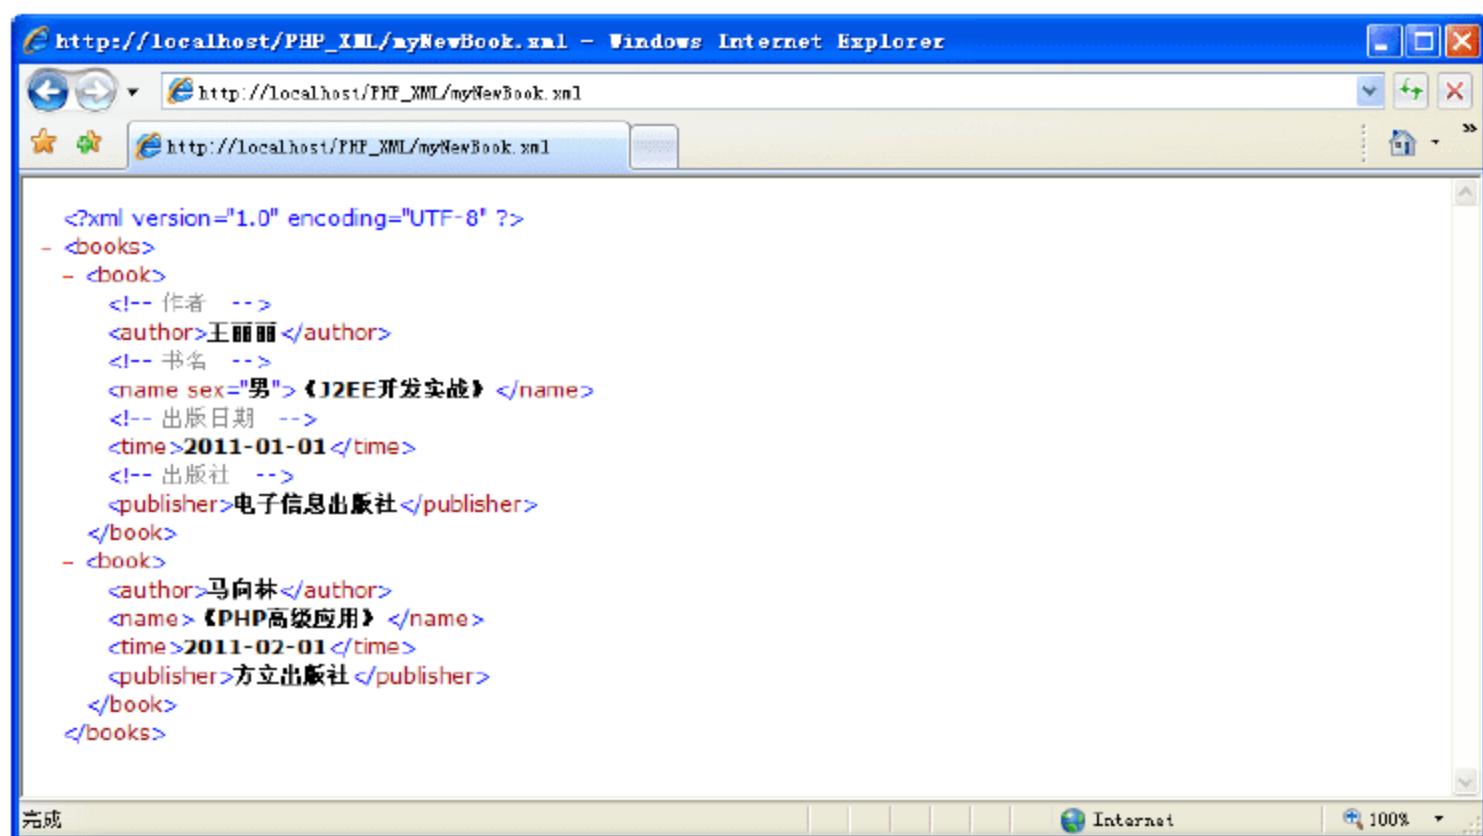 http://localhost/PHP_XML/myNewBook.xml - Windows Internet Explorer
http://localhost/PHP_XML/myNewBook.xml
http://localhost/PHP_XML/myNewBook.xml
<?xml version="1.0" encoding="UTF-8" ?>
- <books>
- <book>
<!-- 作者 -->
<author>王丽丽</author>
<!-- 书名 -->
<name sex="男">《J2EE开发实战》</name>
<!-- 出版日期 -->
<time>2011-01-01</time>
<!-- 出版社 -->
<publisher>电子信息出版社</publisher>
</book>
- <book>
<author>马向林</author>
<name>《PHP高级应用》</name>
<time>2011-02-01</time>
<publisher>方立出版社</publisher>
</book>
</books>
完成 Internet 100%